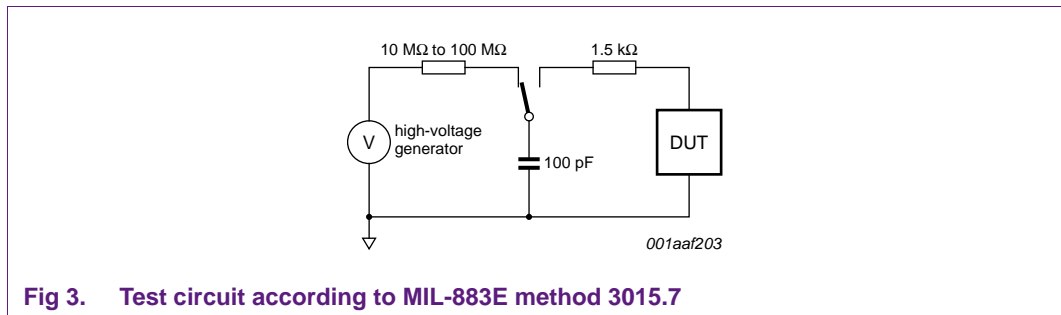 10 MΩ to 100 MΩ
1.5 kΩ
V
high-voltage
generator
DUT
100 pF
001aaf203
Fig 3. Test circuit according to MIL-883E method 3015.7